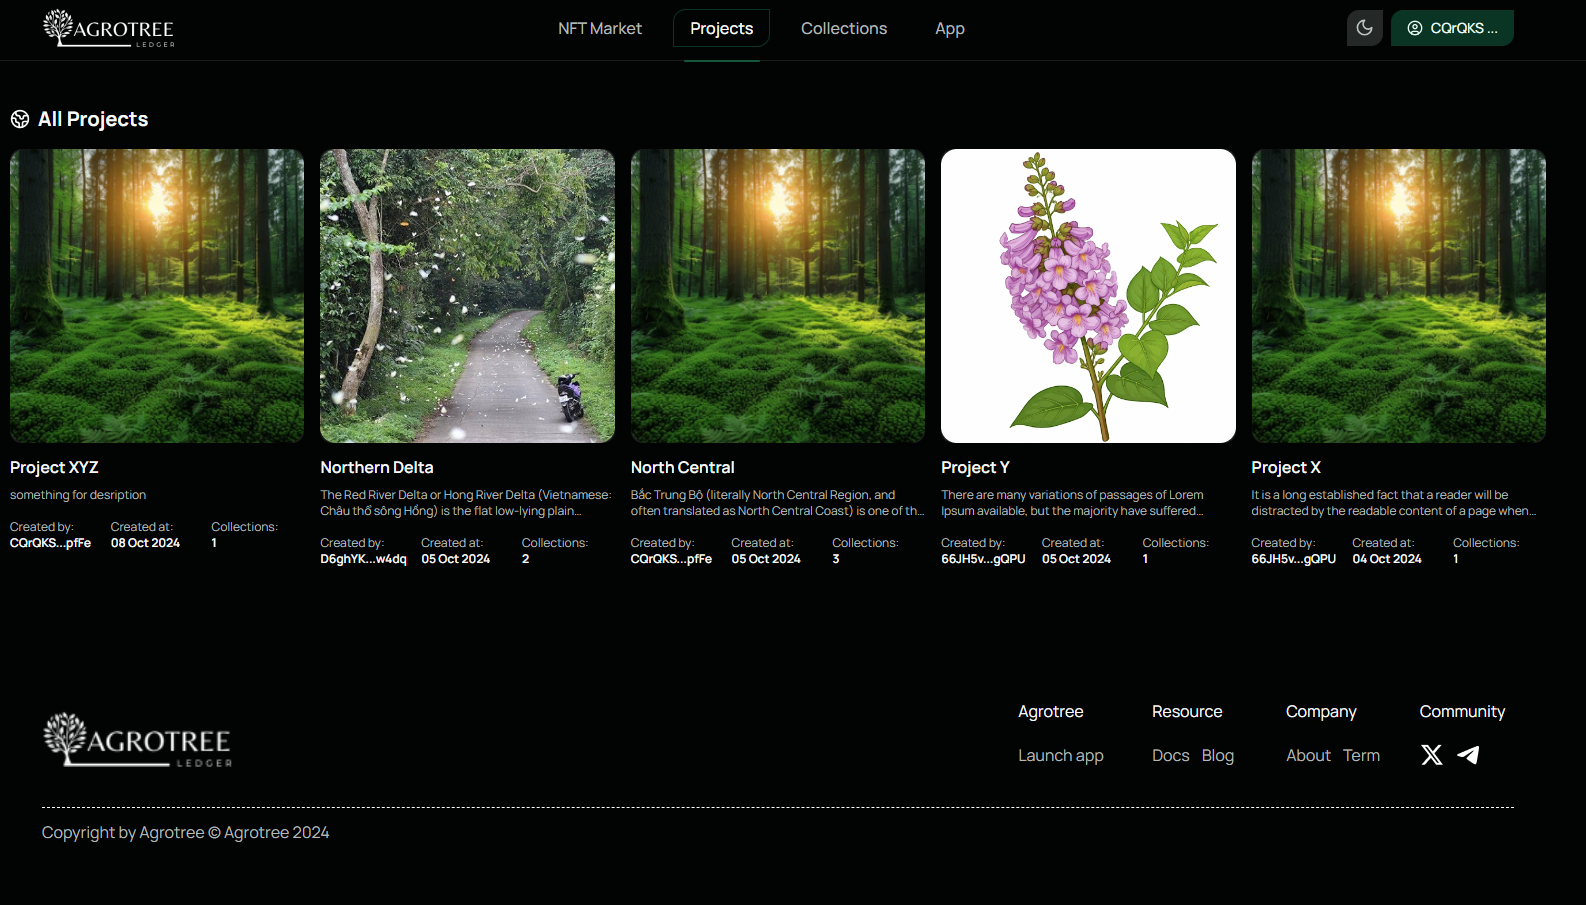 AGROTREE
LEDGER
NFT Market
Projects
Collections
App
CQrQKS ...
All Projects
Project XYZ
something for desription
Created by:
Created at:
Collections:
CQrQKS...pfFe
08 Oct 2024
1
Northern Delta
The Red River Delta or Hong River Delta (Vietnamese:
Châu thổ sông Hồng) is the flat low-lying plain...
Created by:
Created at:
Collections:
D6ghYK...w4dq
05 Oct 2024
2
North Central
Bắc Trung Bộ (literally North Central Region, and
often translated as North Central Coast) is one of th...
Created by:
Created at:
Collections:
CQrQKS...pfFe
05 Oct 2024
3
Project Y
There are many variations of passages of Lorem
Ipsum available, but the majority have suffered...
Created by:
Created at:
Collections:
66JH5v...gQPU
05 Oct 2024
1
Project X
It is a long established fact that a reader will be
distracted by the readable content of a page when...
Created by:
Created at:
Collections:
66JH5v...gQPU
04 Oct 2024
1
AGROTREE
LEDGER
Agrotree
Launch app
Resource
Docs Blog
Company
About Term
Community
Copyright by Agrotree © Agrotree 2024